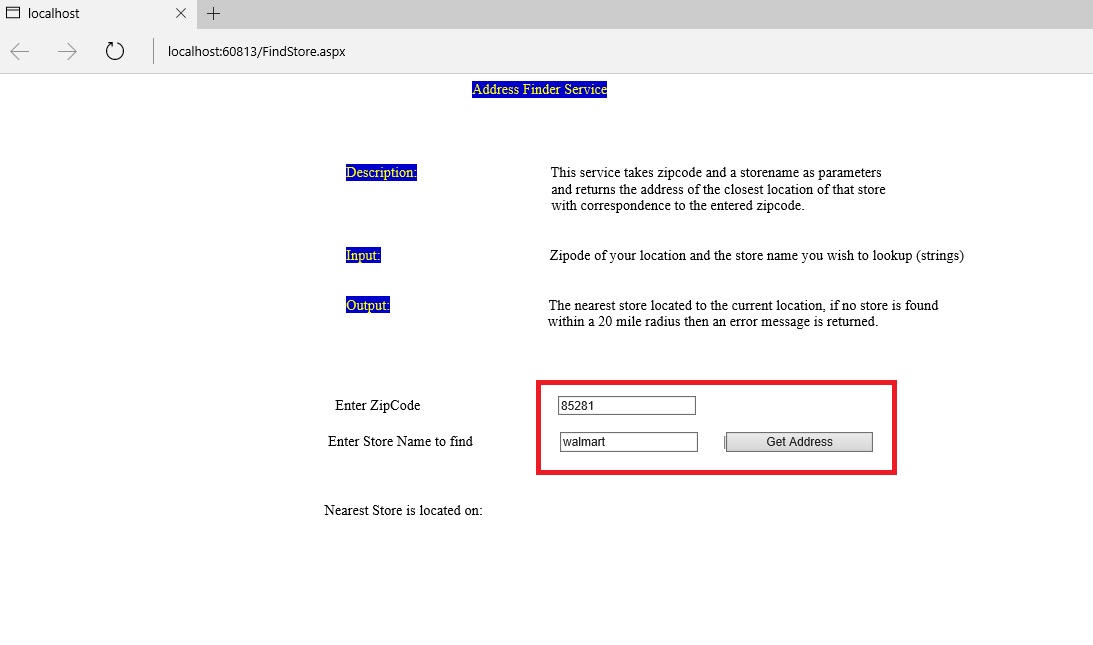 localhost
localhost:60813/FindStore.aspx
Address Finder Service
Description:
This service takes zipcode and a storename as parameters
and returns the address of the closest location of that store
with correspondence to the entered zipcode.
Input:
Zipode of your location and the store name you wish to lookup (strings)
Output:
The nearest store located to the current location, if no store is found
within a 20 mile radius then an error message is returned.
Enter ZipCode
85281
Enter Store Name to find
walmart
Get Address
Nearest Store is located on: